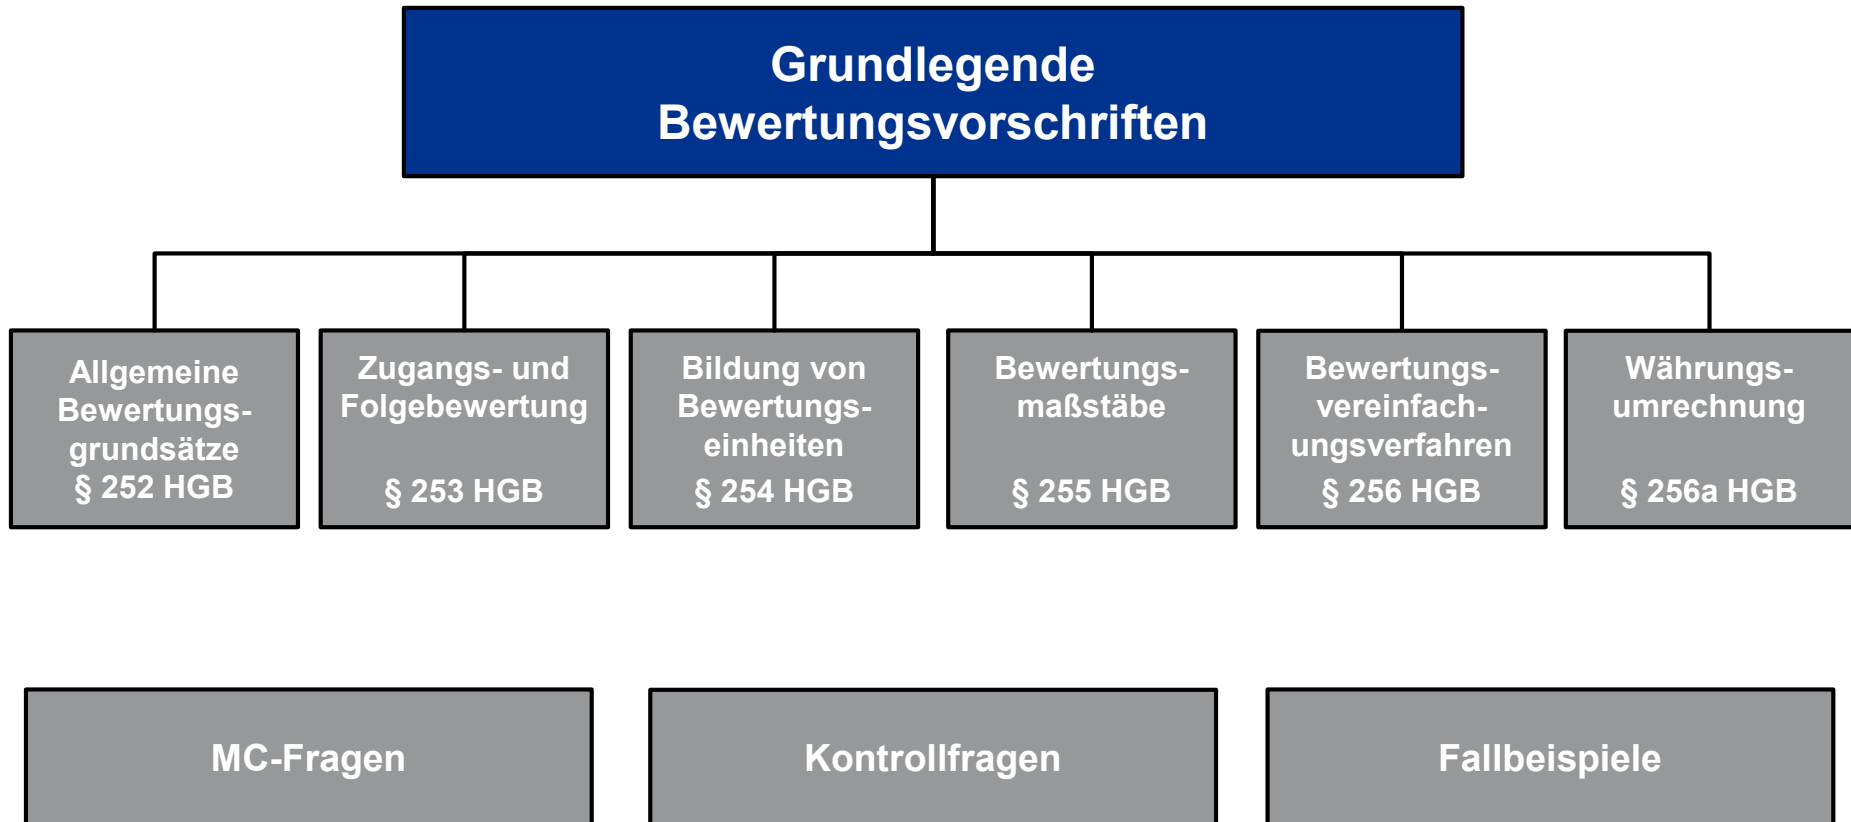 Grundlegende
Bewertungsvorschriften
Allgemeine
Bewertungs-
grundsätze
§ 252 HGB
Zugangs- und
Folgebewertung
§ 253 HGB
Bildung von
Bewertungs-
einheiten
§ 254 HGB
Bewertungs-
maßstäbe
§ 255 HGB
Bewertungs-
vereinfach-
ungsverfahren
§ 256 HGB
Währungs-
umrechnung
§ 256a HGB
MC-Fragen
Kontrollfragen
Fallbeispiele